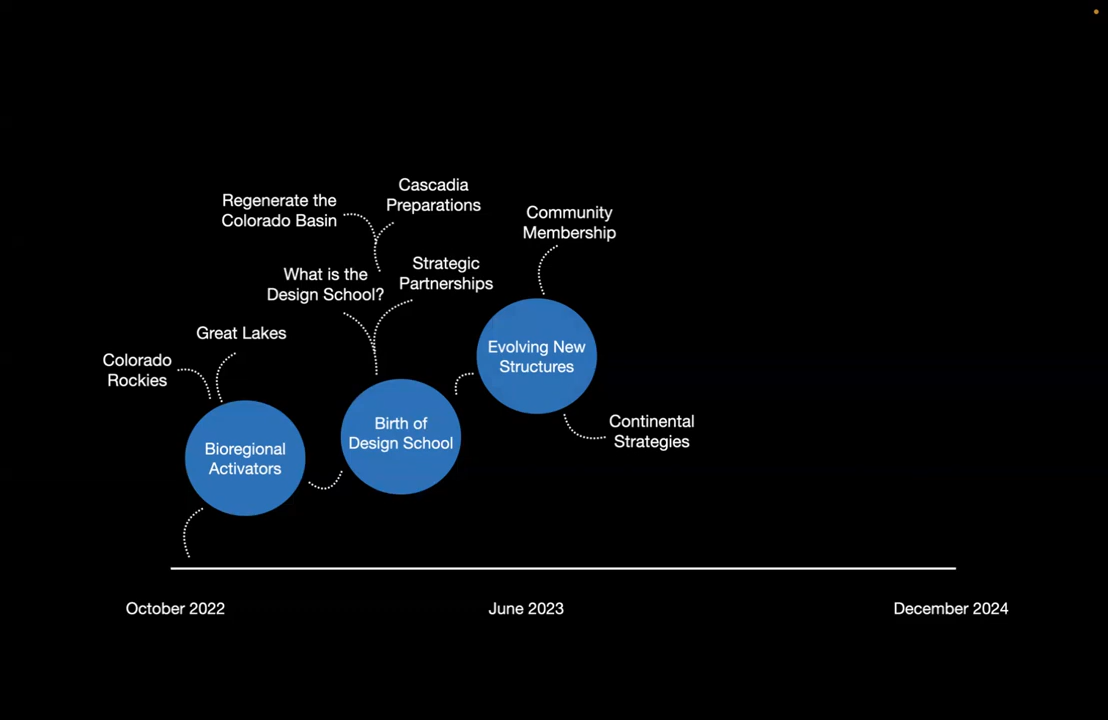 Cascadia
Preparations
Regenerate the
Colorado Basin
Community
Membership
What is the
Design School?
Strategic
Partnerships
Great Lakes
Colorado
Rockies
Evolving New
Structures
Birth of
Design School
Continental
Strategies
Bioregional
Activators
October 2022
June 2023
December 2024